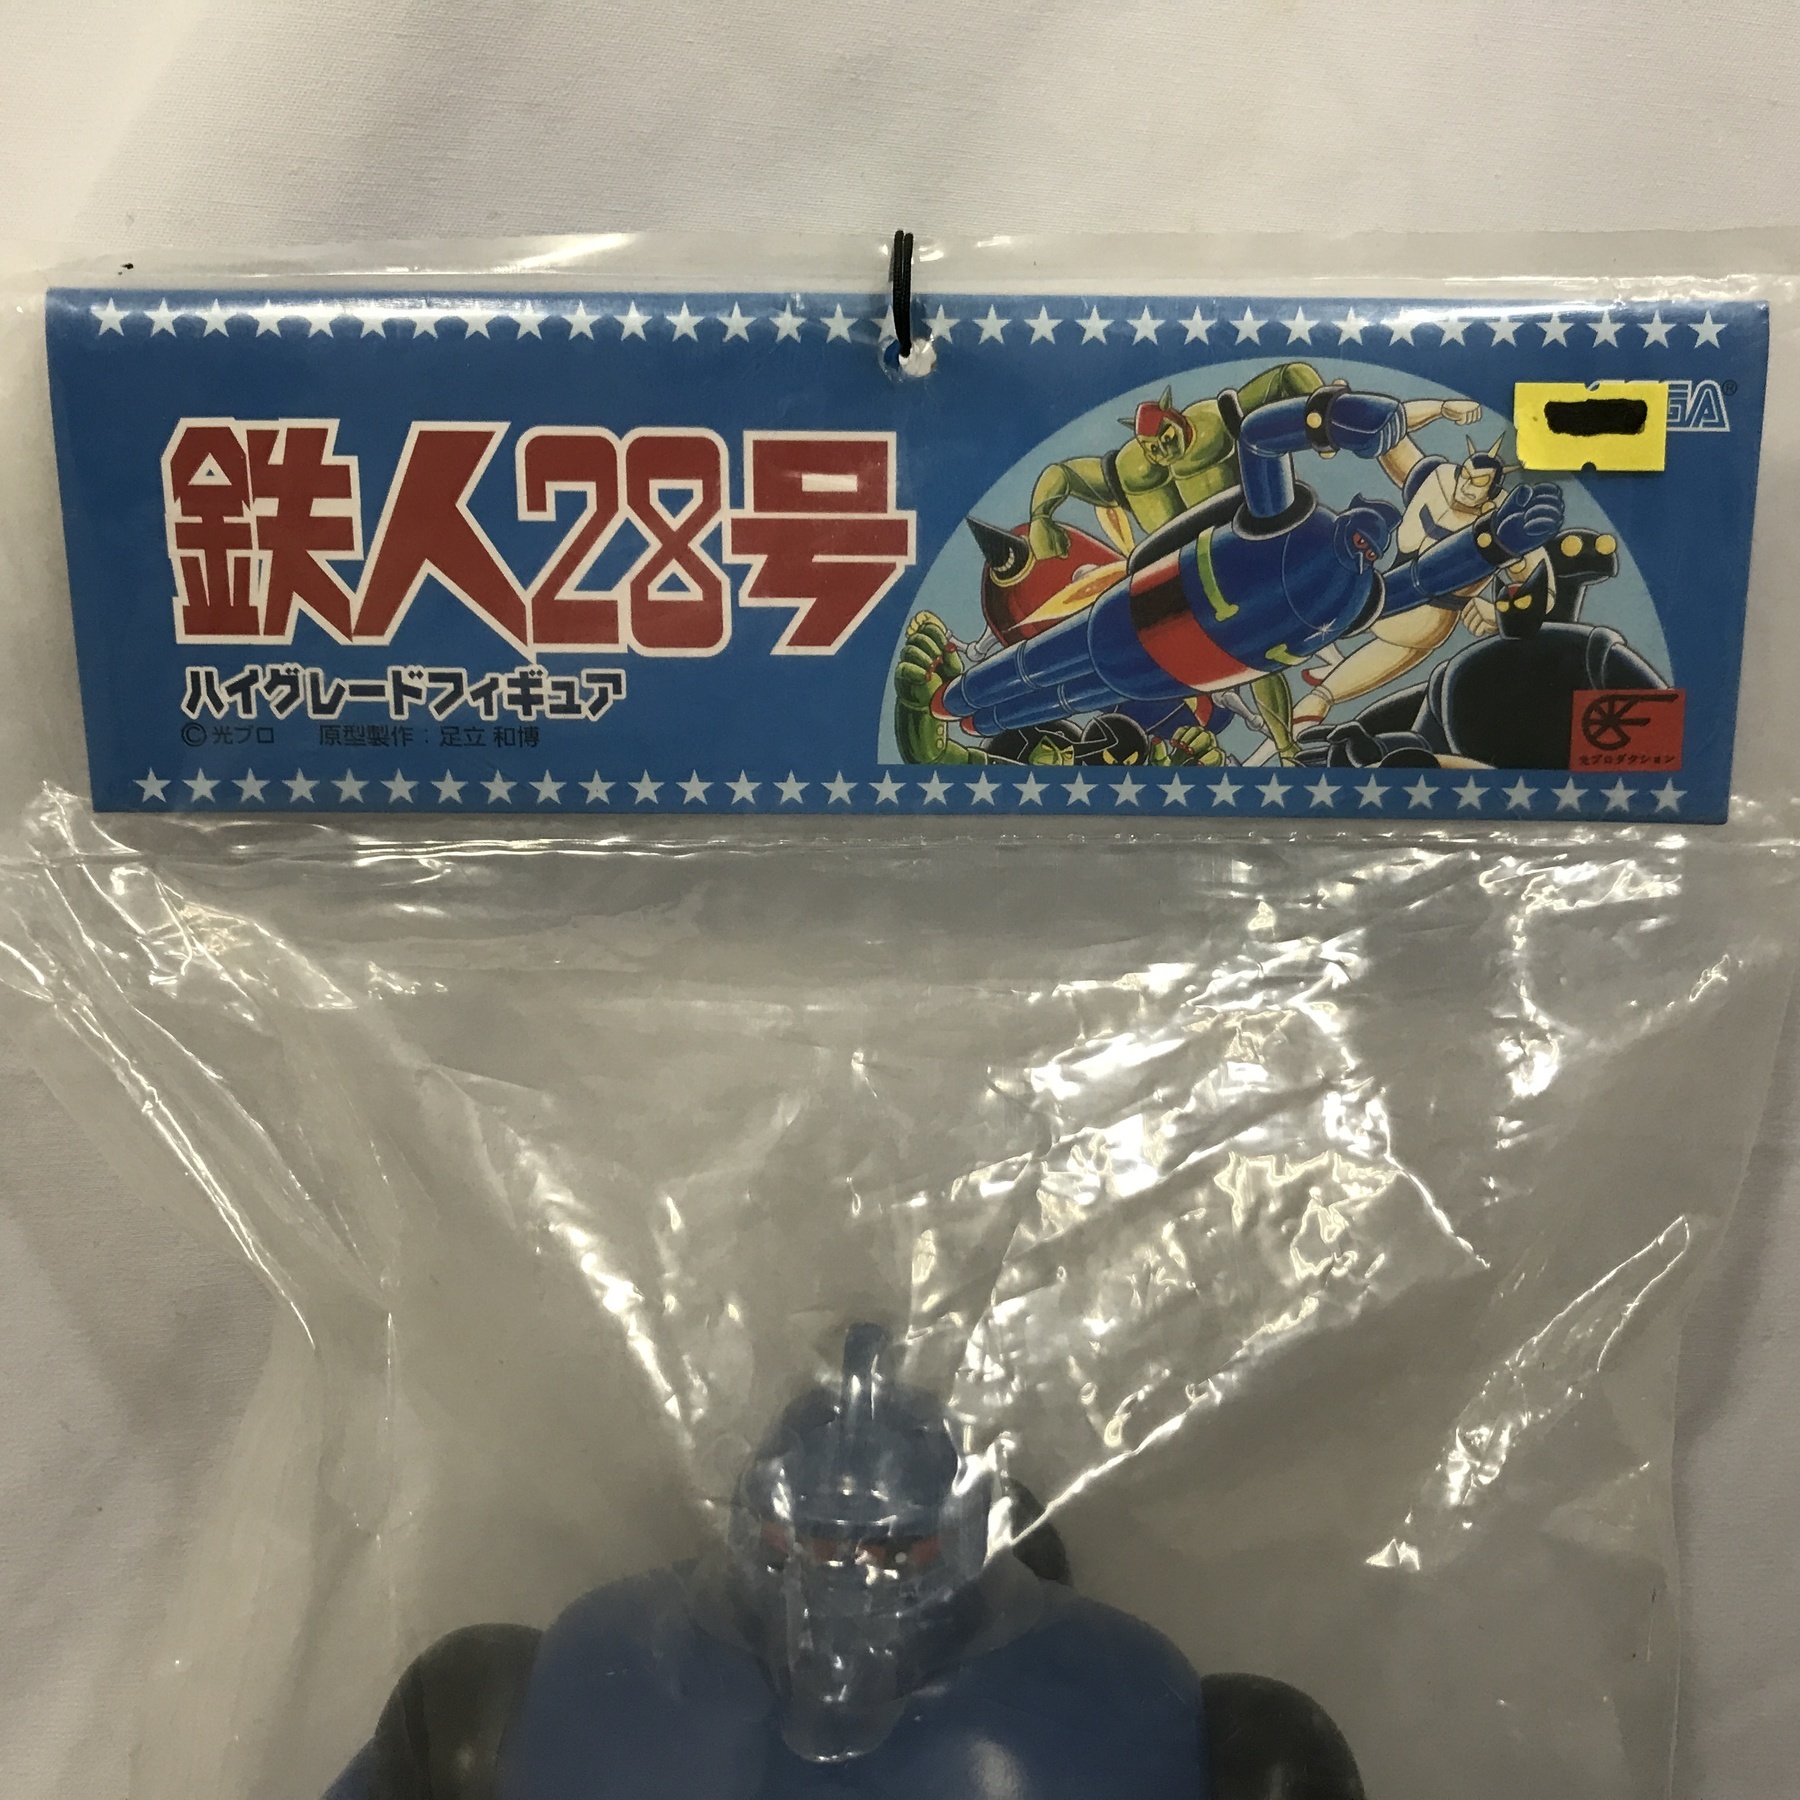 鉄人28号
ハイグレードフィギュア
©光プロ 原型製作：足立 和博
光プロダクション